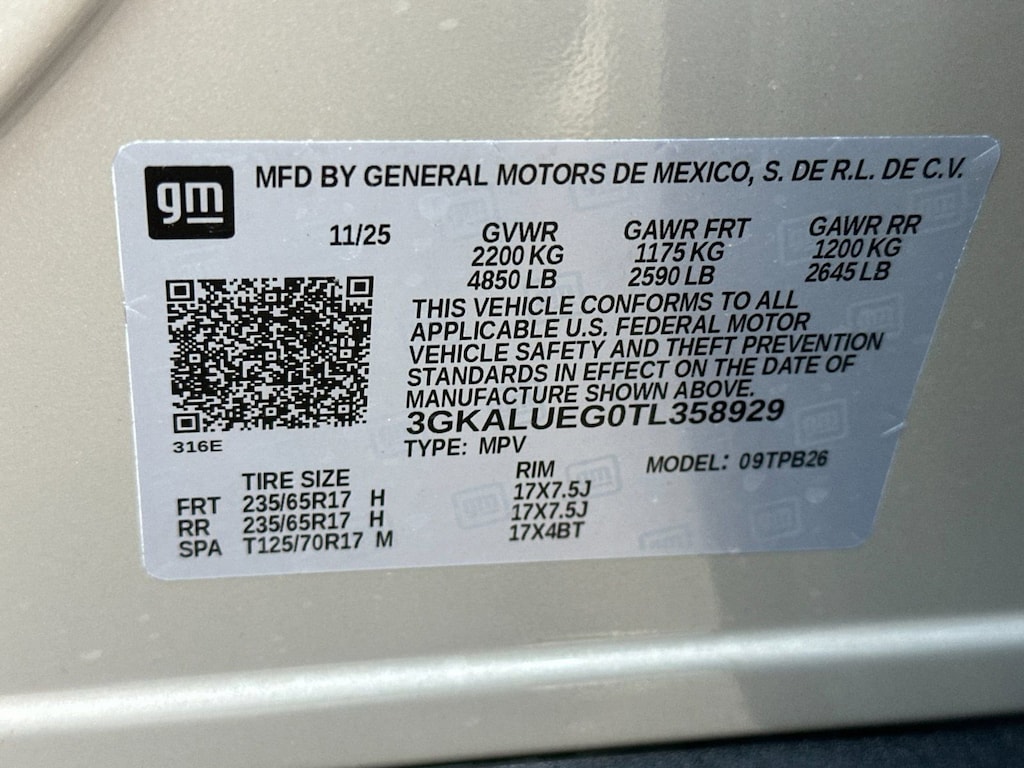 gm MFD BY GENERAL MOTORS DE MEXICO, S. DE R.L. DE C.V.
11/25 GVWR GAWR FRT GAWR RR
2200 KG 1175 KG 1200 KG
4850 LB 2590 LB 2645 LB
THIS VEHICLE CONFORMS TO ALL
APPLICABLE U.S. FEDERAL MOTOR
VEHICLE SAFETY AND THEFT PREVENTION
STANDARDS IN EFFECT ON THE DATE OF
MANUFACTURE SHOWN ABOVE.
3GKALUEG0TL358929
316E
TYPE: MPV MODEL: 09TPB26
TIRE SIZE RIM
FRT 235/65R17 H 17X7.5J
RR 235/65R17 H 17X7.5J
SPA T125/70R17 M 17X4BT